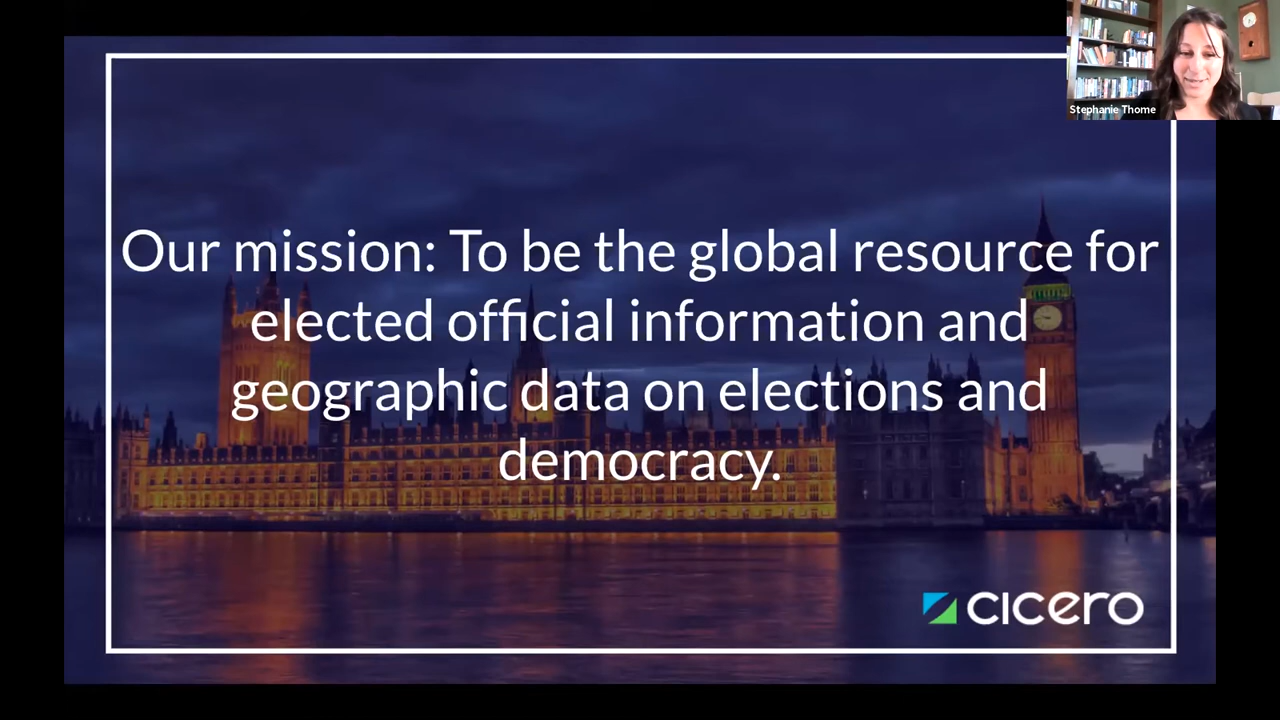 Stephanie Thome
Our mission: To be the global resource for
elected official information and
geographic data on elections and
democracy.
cicero